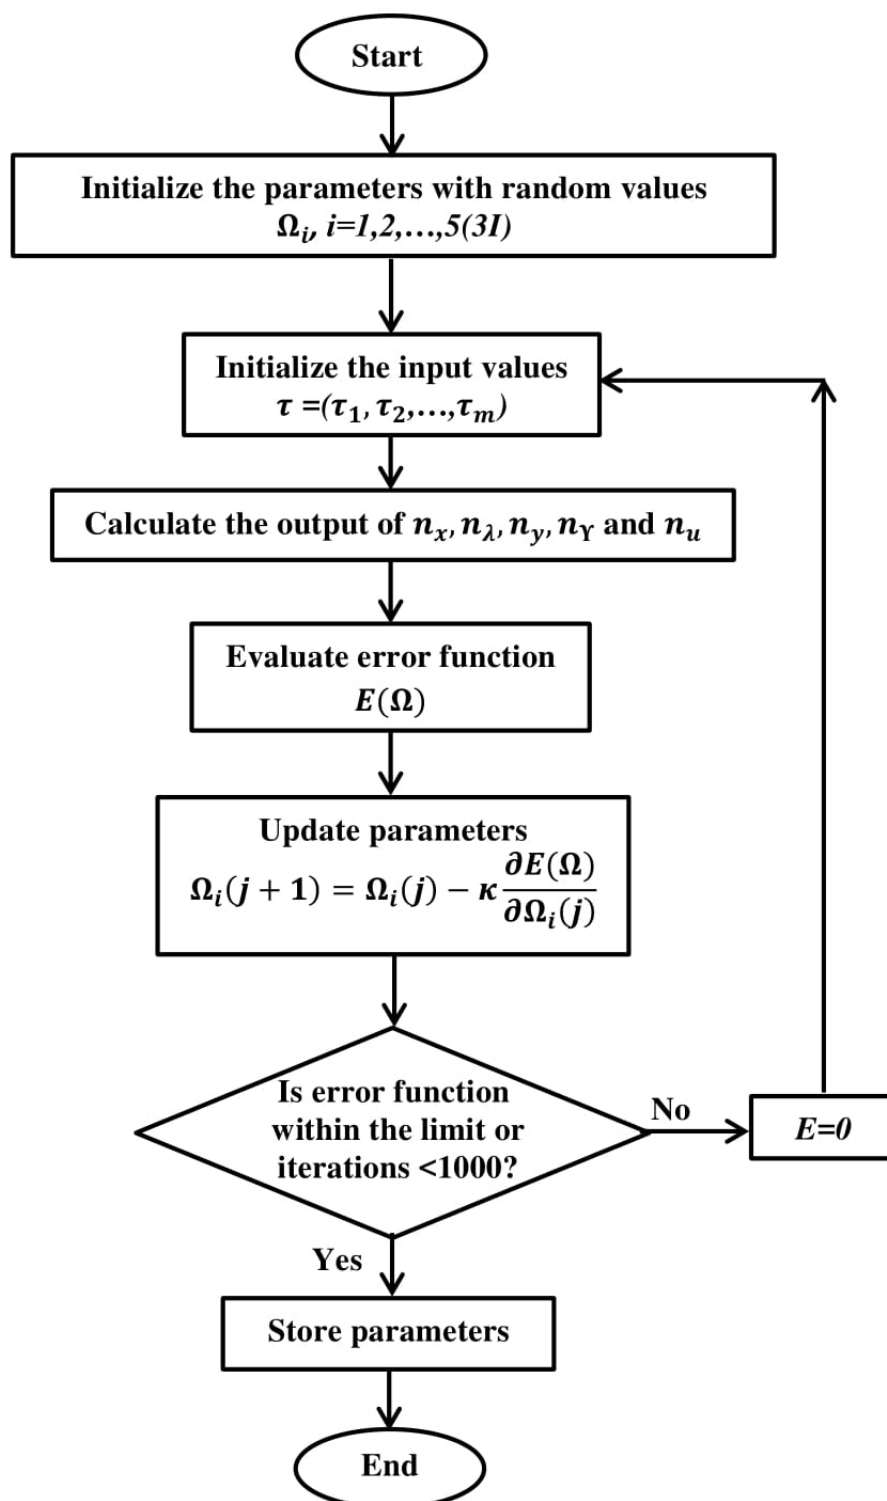 Start
Initialize the parameters with random values
Ωᵢ, i=1,2,…,5(3I)
Initialize the input values
τ =(τ₁, τ₂,…,τₘ)
Calculate the output of nₓ, n_λ, n_y, n_ϒ and n_u
Evaluate error function
E(Ω)
Update parameters
Ωᵢ(j + 1) = Ωᵢ(j) − κ ∂E(Ω)/∂Ωᵢ(j)
Is error function
within the limit or
iterations <1000?
No
E=0
Yes
Store parameters
End